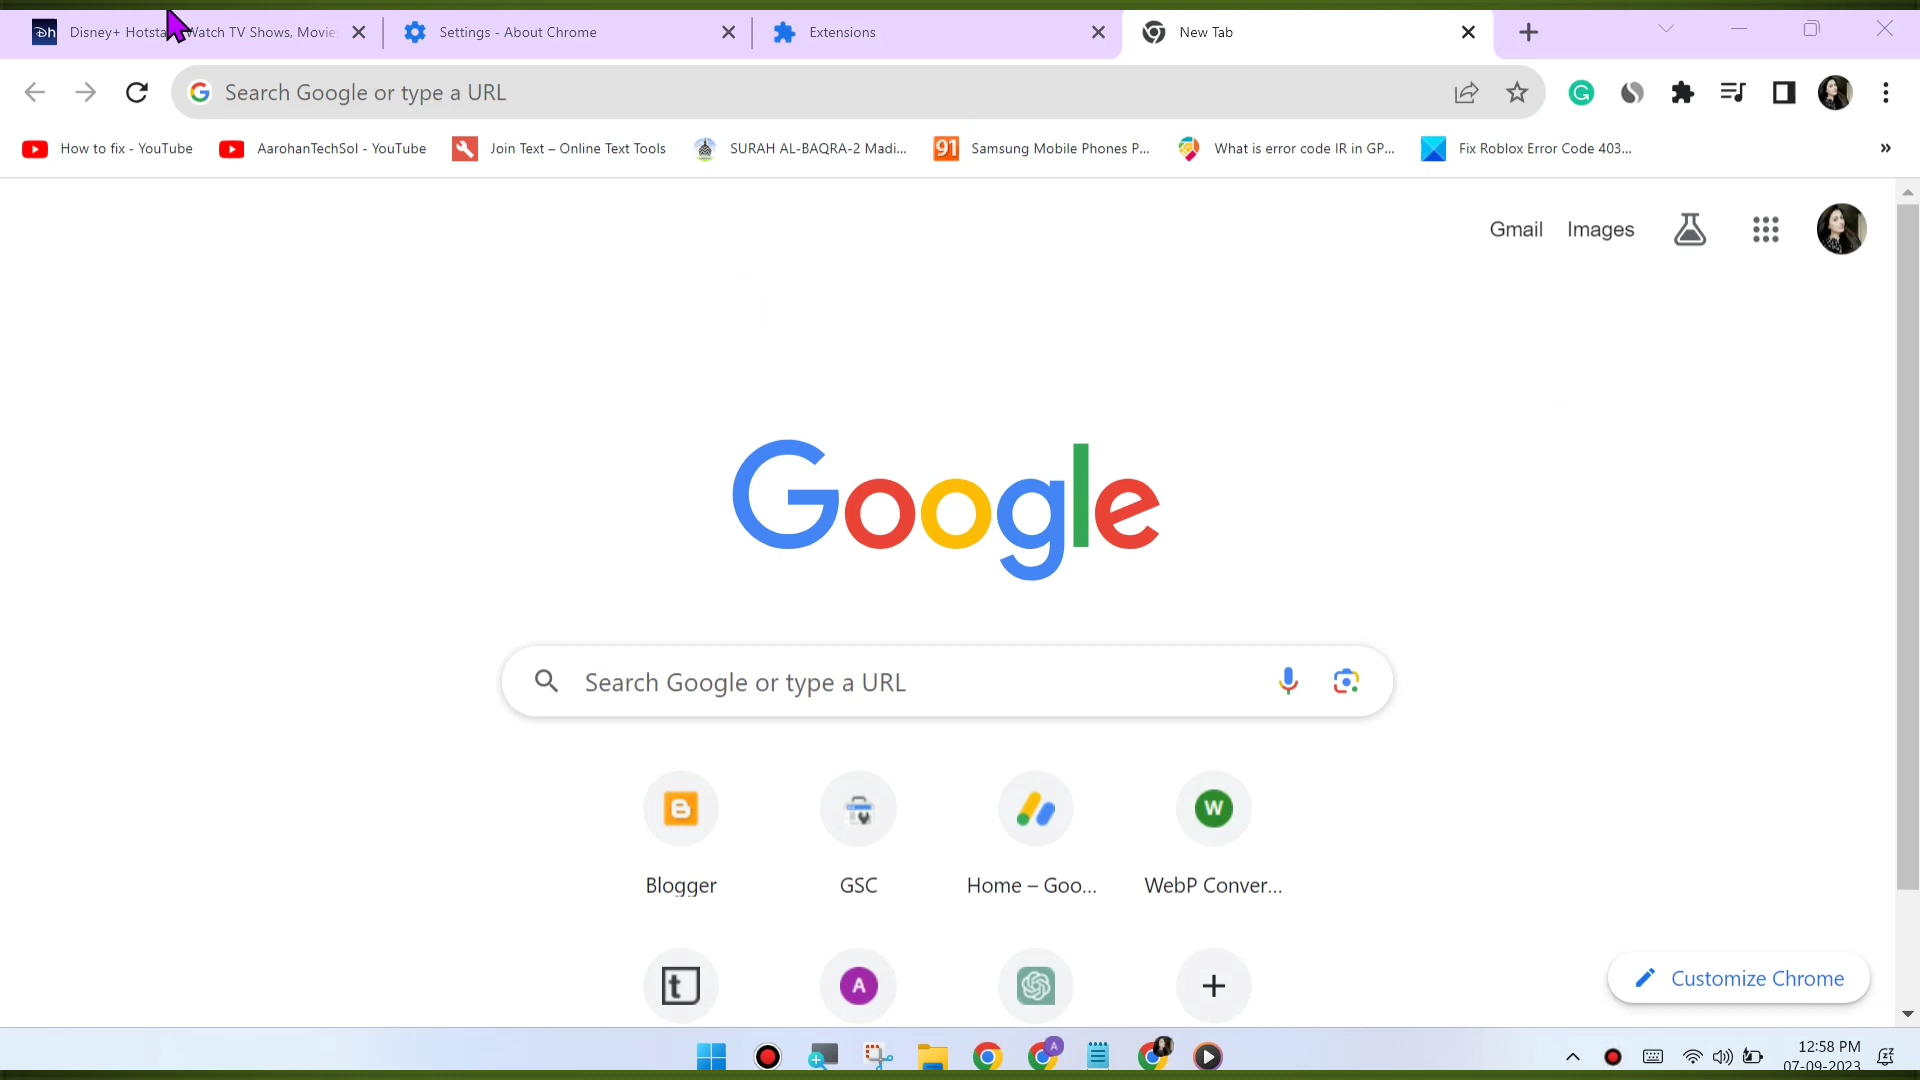 Disney+ Hotsta Watch TV Shows, Movie
Settings - About Chrome
Extensions
New Tab
Search Google or type a URL
How to fix - YouTube
AarohanTechSol - YouTube
Join Text – Online Text Tools
SURAH AL-BAQRA-2 Madi...
91
Samsung Mobile Phones P...
What is error code IR in GP...
Fix Roblox Error Code 403...
»
Gmail
Images
Google
Search Google or type a URL
W
Blogger
GSC
Home – Goo...
WebP Conver...
t
A
Customize Chrome
A
12:58 PM
07-09-2023